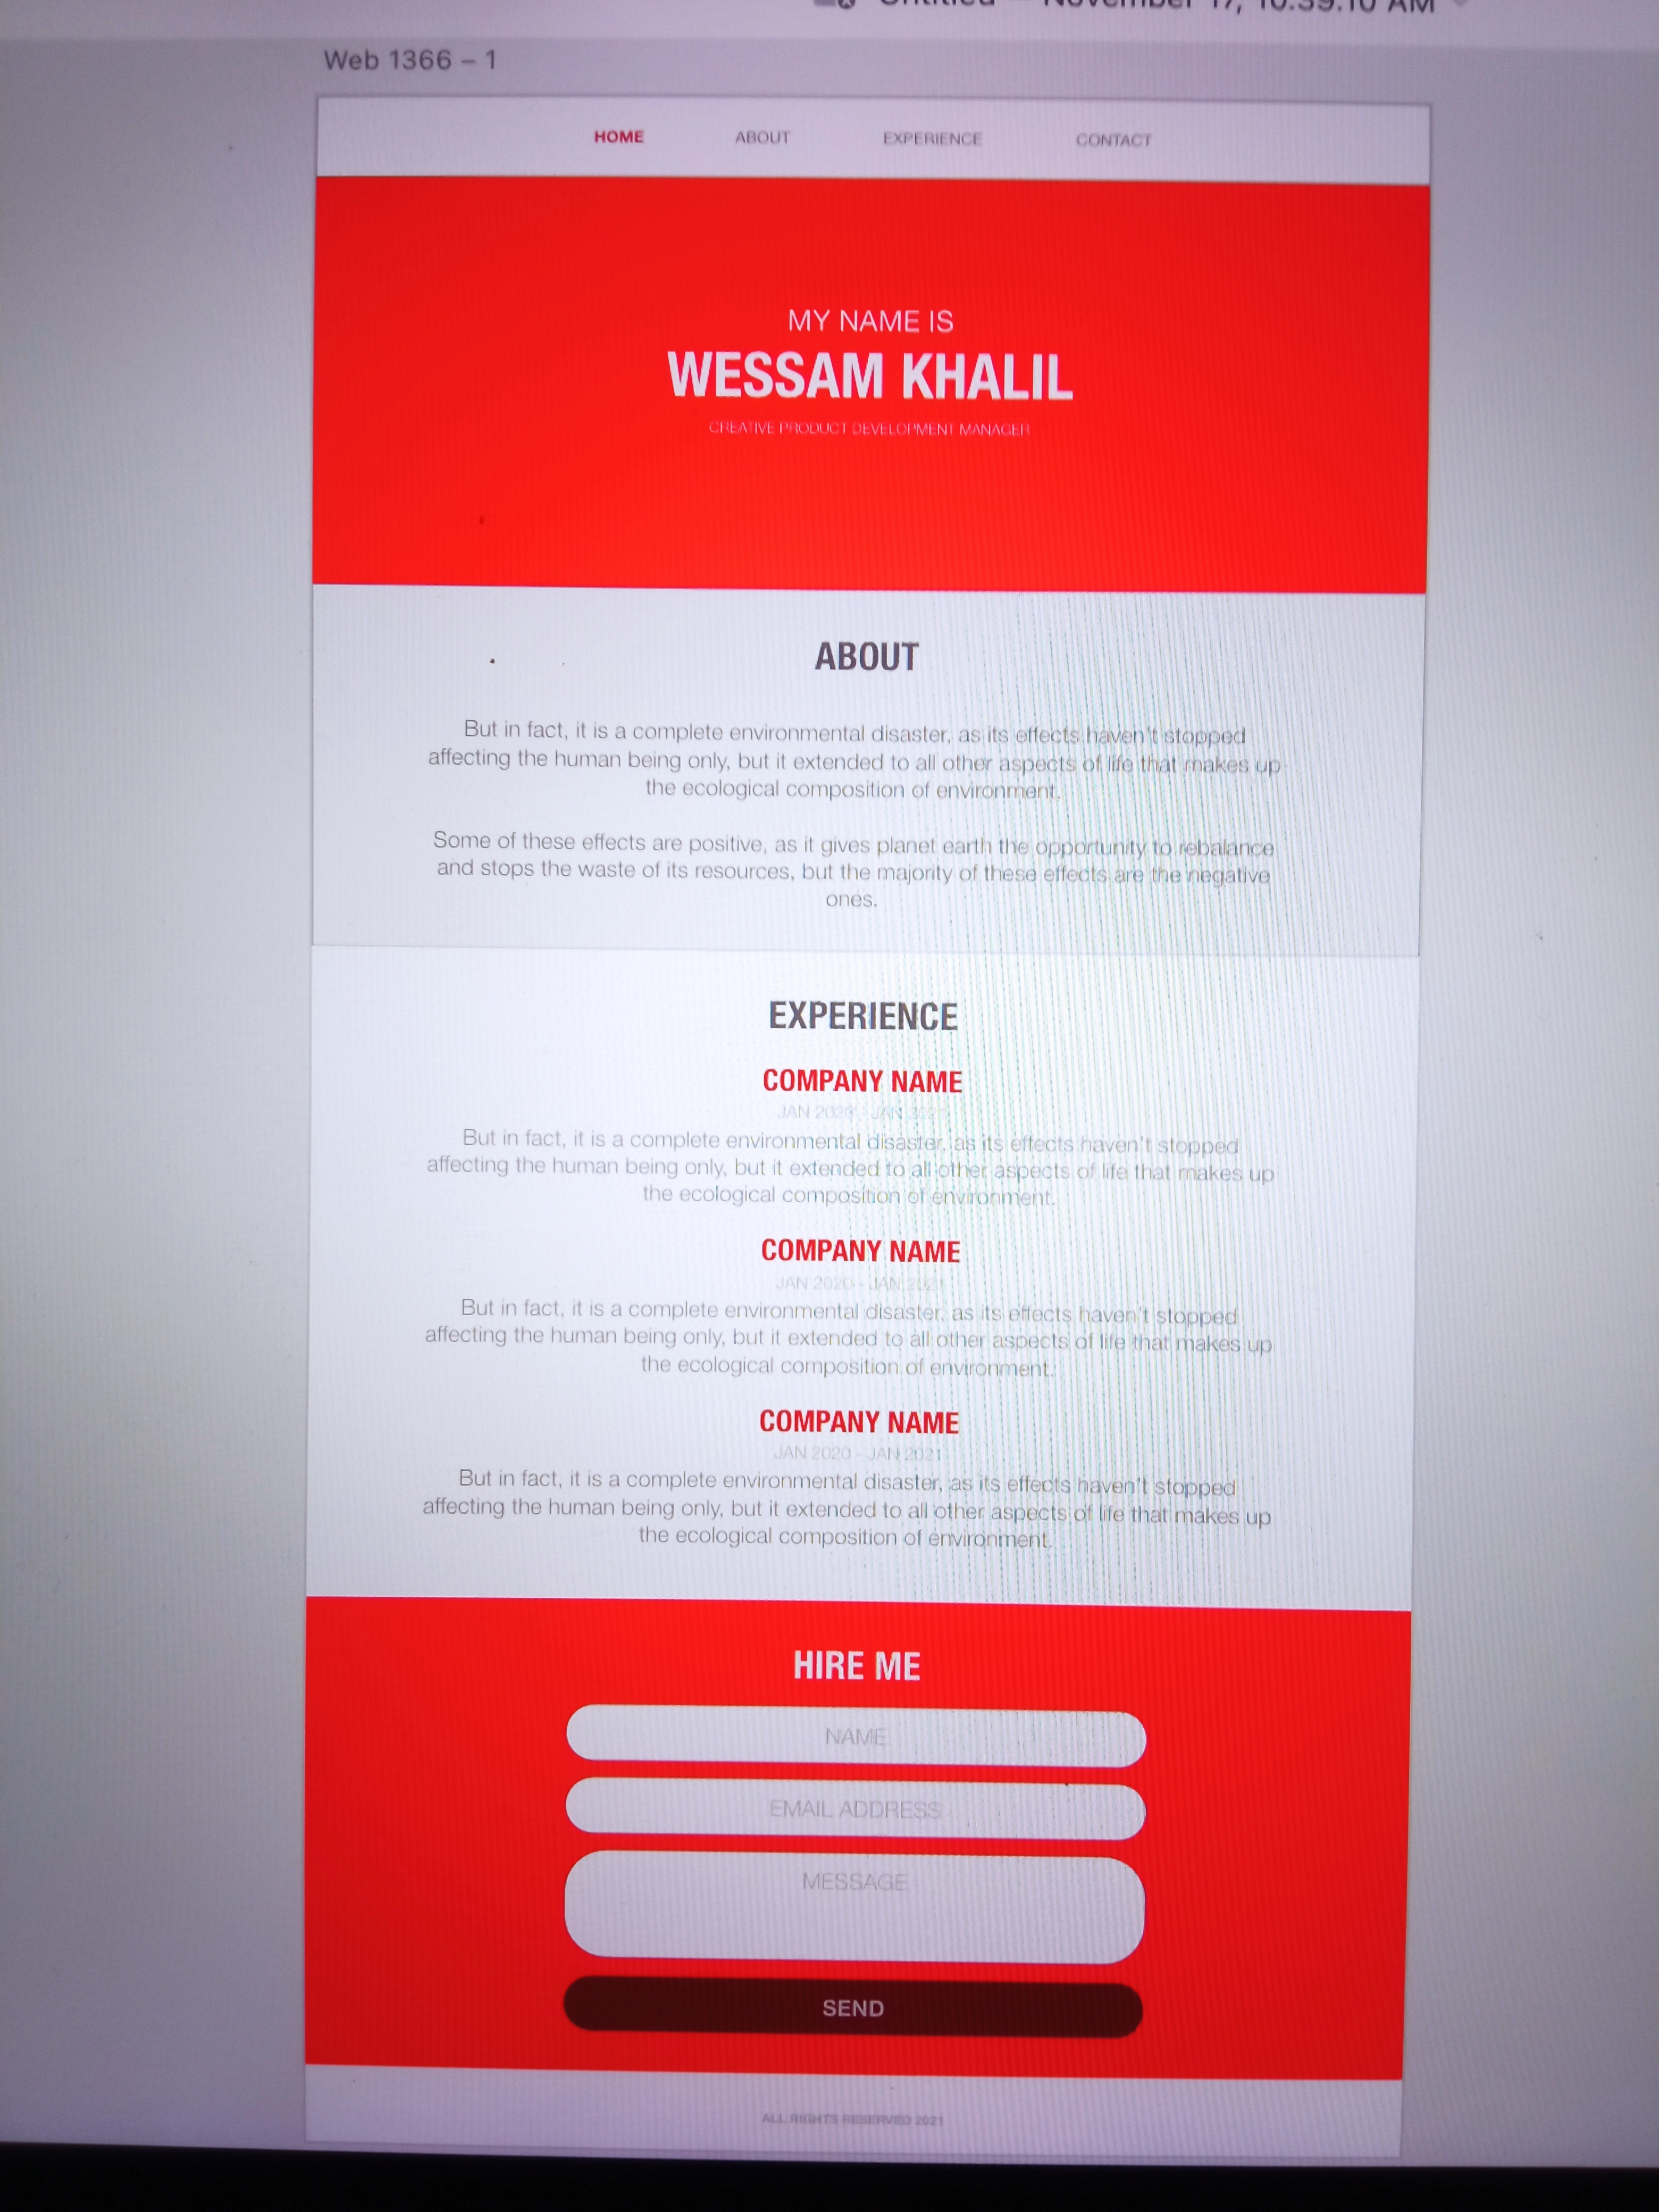 Untitled – November 17, 10.39.10 AM
Web 1366 – 1
HOME ABOUT EXPERIENCE CONTACT
MY NAME IS
WESSAM KHALIL
CREATIVE PRODUCT DEVELOPMENT MANAGER
ABOUT
But in fact, it is a complete environmental disaster, as its effects haven't stopped
affecting the human being only, but it extended to all other aspects of life that makes up
the ecological composition of environment.
Some of these effects are positive, as it gives planet earth the opportunity to rebalance
and stops the waste of its resources, but the majority of these effects are the negative
ones.
EXPERIENCE
COMPANY NAME
JAN 2020 - JAN 2021
But in fact, it is a complete environmental disaster, as its effects haven't stopped
affecting the human being only, but it extended to all other aspects of life that makes up
the ecological composition of environment.
COMPANY NAME
JAN 2020 - JAN 2021
But in fact, it is a complete environmental disaster, as its effects haven't stopped
affecting the human being only, but it extended to all other aspects of life that makes up
the ecological composition of environment.
COMPANY NAME
JAN 2020 - JAN 2021
But in fact, it is a complete environmental disaster, as its effects haven't stopped
affecting the human being only, but it extended to all other aspects of life that makes up
the ecological composition of environment.
HIRE ME
NAME
EMAIL ADDRESS
MESSAGE
SEND
ALL RIGHTS RESERVED 2021